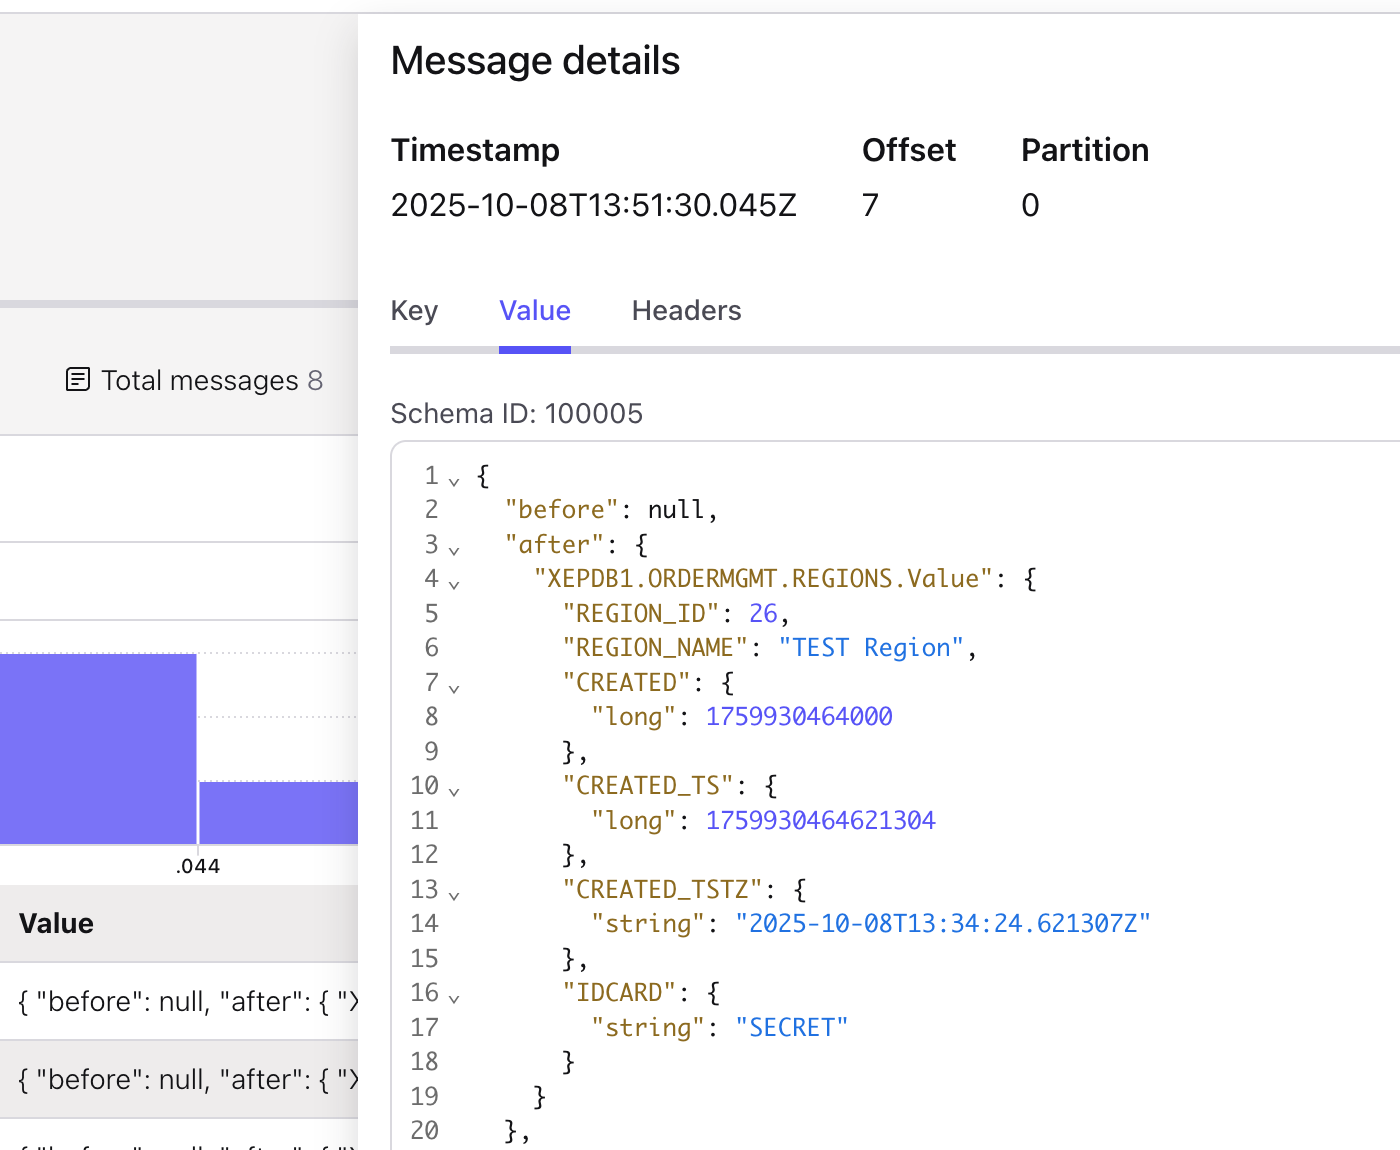 Message details
Timestamp Offset Partition
2025-10-08T13:51:30.045Z 7 0
Key Value Headers
Total messages 8
Schema ID: 100005
1 {
2 "before": null,
3 "after": {
4 "XEPDB1.ORDERMGMT.REGIONS.Value": {
5 "REGION_ID": 26,
6 "REGION_NAME": "TEST Region",
7 "CREATED": {
8 "long": 1759930464000
9 },
10 "CREATED_TS": {
11 "long": 1759930464621304
12 },
13 "CREATED_TSTZ": {
14 "string": "2025-10-08T13:34:24.621307Z"
15 },
16 "IDCARD": {
17 "string": "SECRET"
18 }
19 }
20 },
.044
Value
{ "before": null, "after": { "X
{ "before": null, "after": { "X